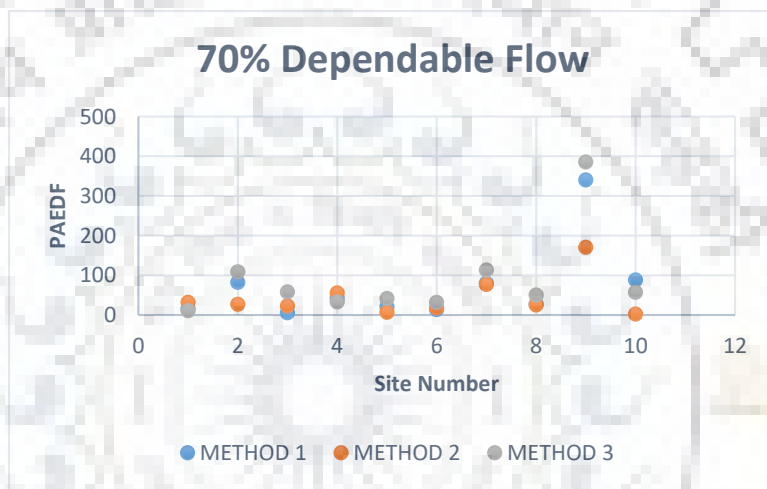 70% Dependable Flow
500
400
300
200
100
0
PAEDF
0 2 4 6 8 10 12
Site Number
METHOD 1 METHOD 2 METHOD 3